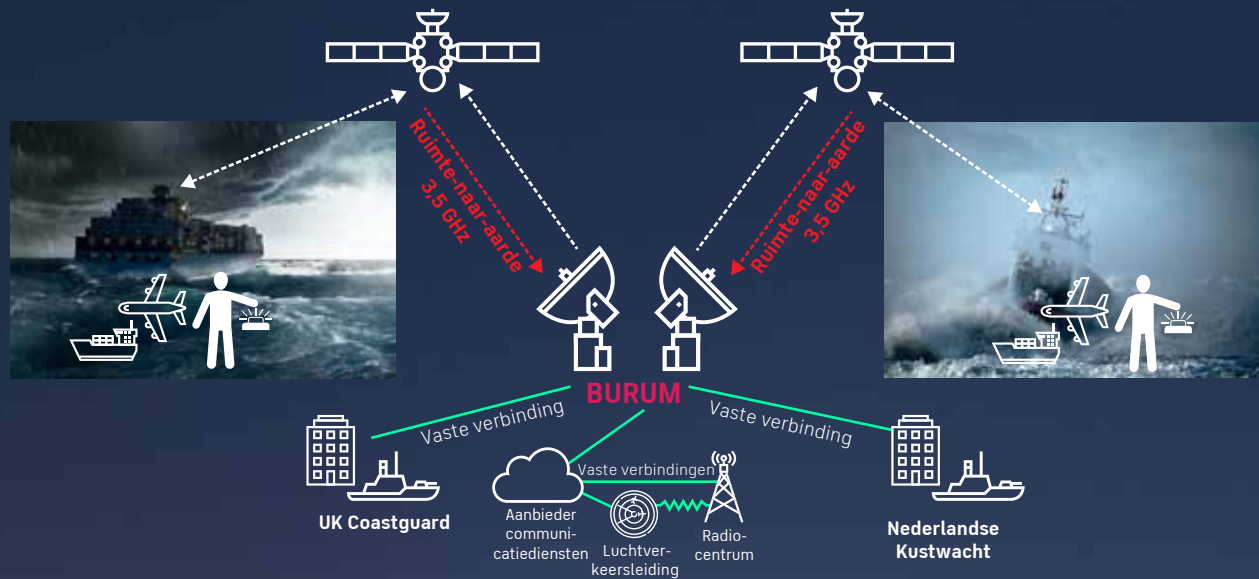 Ruimte-naar-aarde
3,5 GHz
Ruimte-naar-aarde
3,5 GHz
BURUM
Vaste verbinding
Vaste verbinding
Vaste verbindingen
UK Coastguard
Aanbieder
communi-
catiediensten
Luchtver-
keersleiding
Radio-
centrum
Nederlandse
Kustwacht